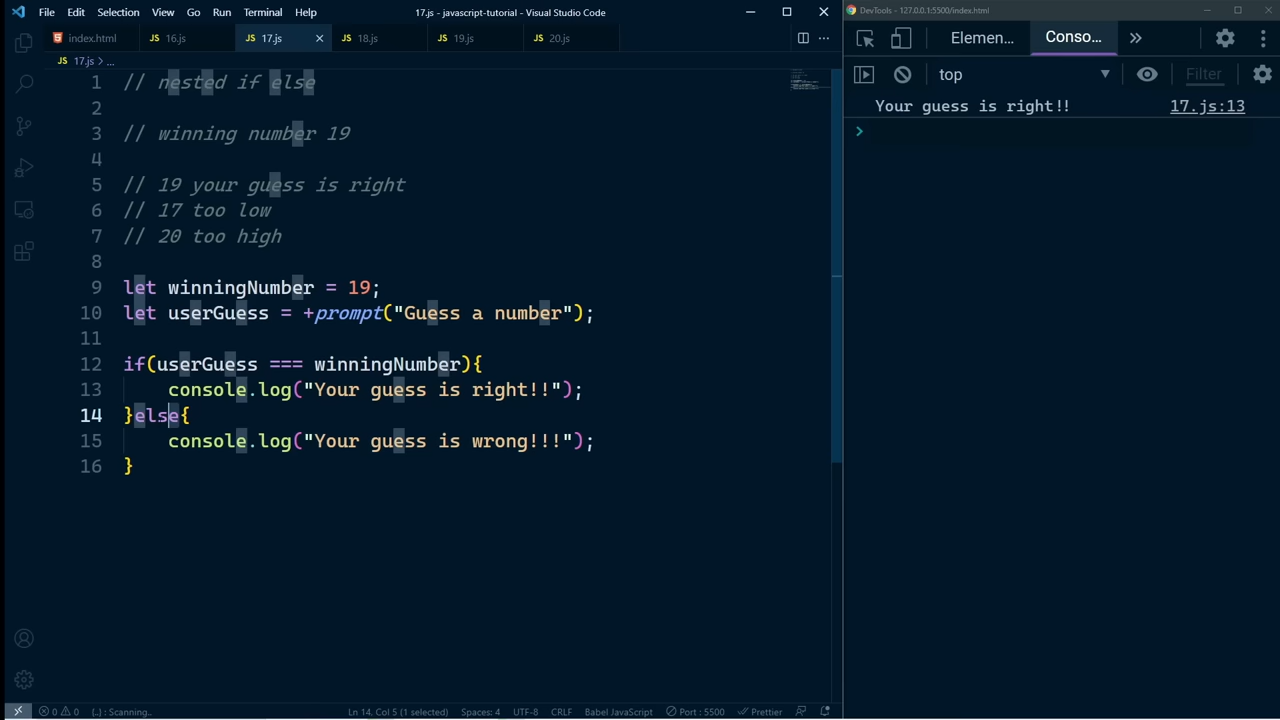 File Edit Selection View Go Run Terminal Help
17.js - javascript-tutorial - Visual Studio Code
index.html
JS 16.js
JS 17.js
JS 18.js
JS 19.js
JS 20.js
JS 17.js > ...
1 // nested if else
2
3 // winning number 19
4
5 // 19 your guess is right
6 // 17 too low
7 // 20 too high
8
9 let winningNumber = 19;
10 let userGuess = +prompt("Guess a number");
11
12 if(userGuess === winningNumber){
13 console.log("Your guess is right!!");
14 }else{
15 console.log("Your guess is wrong!!!");
16 }
0 0 {..} : Scanning.. Ln 14, Col 5 (1 selected) Spaces: 4 UTF-8 CRLF Babel JavaScript Port : 5500 Prettier
DevTools - 127.0.0.1:5500/index.html
Elemen... Conso... »
top Filter
Your guess is right!! 17.js:13
>